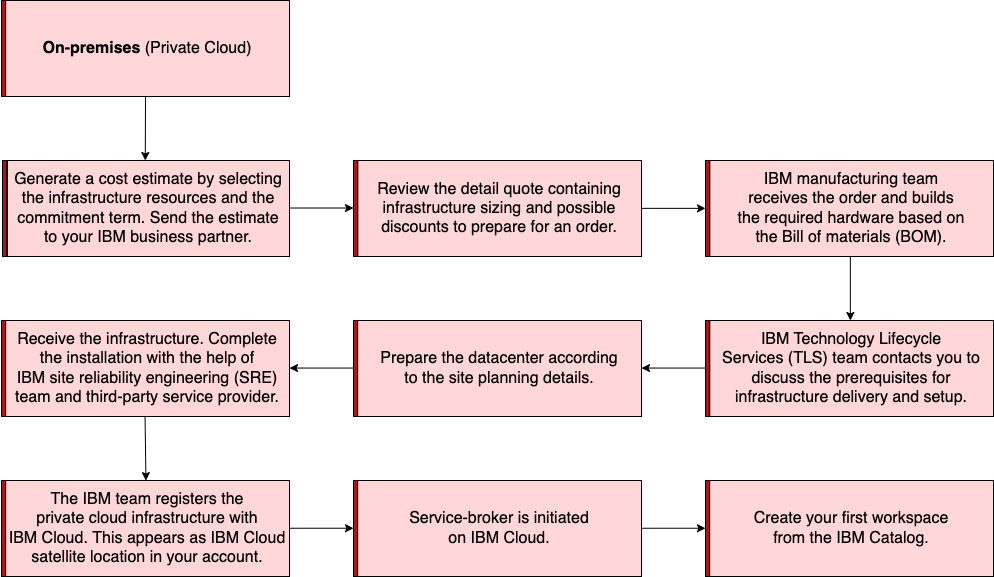 On-premises (Private Cloud)
Generate a cost estimate by selecting
the infrastructure resources and the
commitment term. Send the estimate
to your IBM business partner.
Review the detail quote containing
infrastructure sizing and possible
discounts to prepare for an order.
IBM manufacturing team
receives the order and builds
the required hardware based on
the Bill of materials (BOM).
IBM Technology Lifecycle
Services (TLS) team contacts you to
discuss the prerequisites for
infrastructure delivery and setup.
Prepare the datacenter according
to the site planning details.
Receive the infrastructure. Complete
the installation with the help of
IBM site reliability engineering (SRE)
team and third-party service provider.
The IBM team registers the
private cloud infrastructure with
IBM Cloud. This appears as IBM Cloud
satellite location in your account.
Service-broker is initiated
on IBM Cloud.
Create your first workspace
from the IBM Catalog.